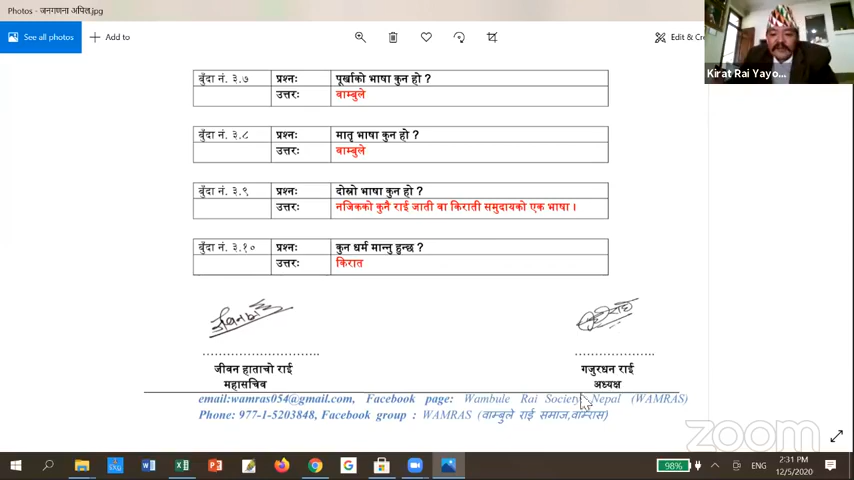 Photos - जनगणना अपिल.jpg
See all photos
Add to
Edit & Cr
Kirat Rai Yayo...
बुँदा नं. ३.७ प्रश्नः पूर्खाको भाषा कुन हो ?
उत्तरः वाम्बुले
बुँदा नं. ३.८ प्रश्नः मातृ भाषा कुन हो ?
उत्तरः वाम्बुले
बुँदा नं. ३.९ प्रश्नः दोस्रो भाषा कुन हो ?
उत्तरः नजिकको कुनै राई जाती वा किराती समुदायको एक भाषा ।
बुँदा नं. ३.१० प्रश्नः कुन धर्म मान्नु हुन्छ ?
उत्तरः किरात
जीवन हाताचो राई गजुरधन राई
महासचिव अध्यक्ष
email:wamras054@gmail.com, Facebook page: Wambule Rai Society Nepal (WAMRAS)
Phone: 977-1-5203848, Facebook group : WAMRAS (वाम्बुले राई समाज,वाम्रास)
zoom
98% ENG 2:31 PM
12/5/2020